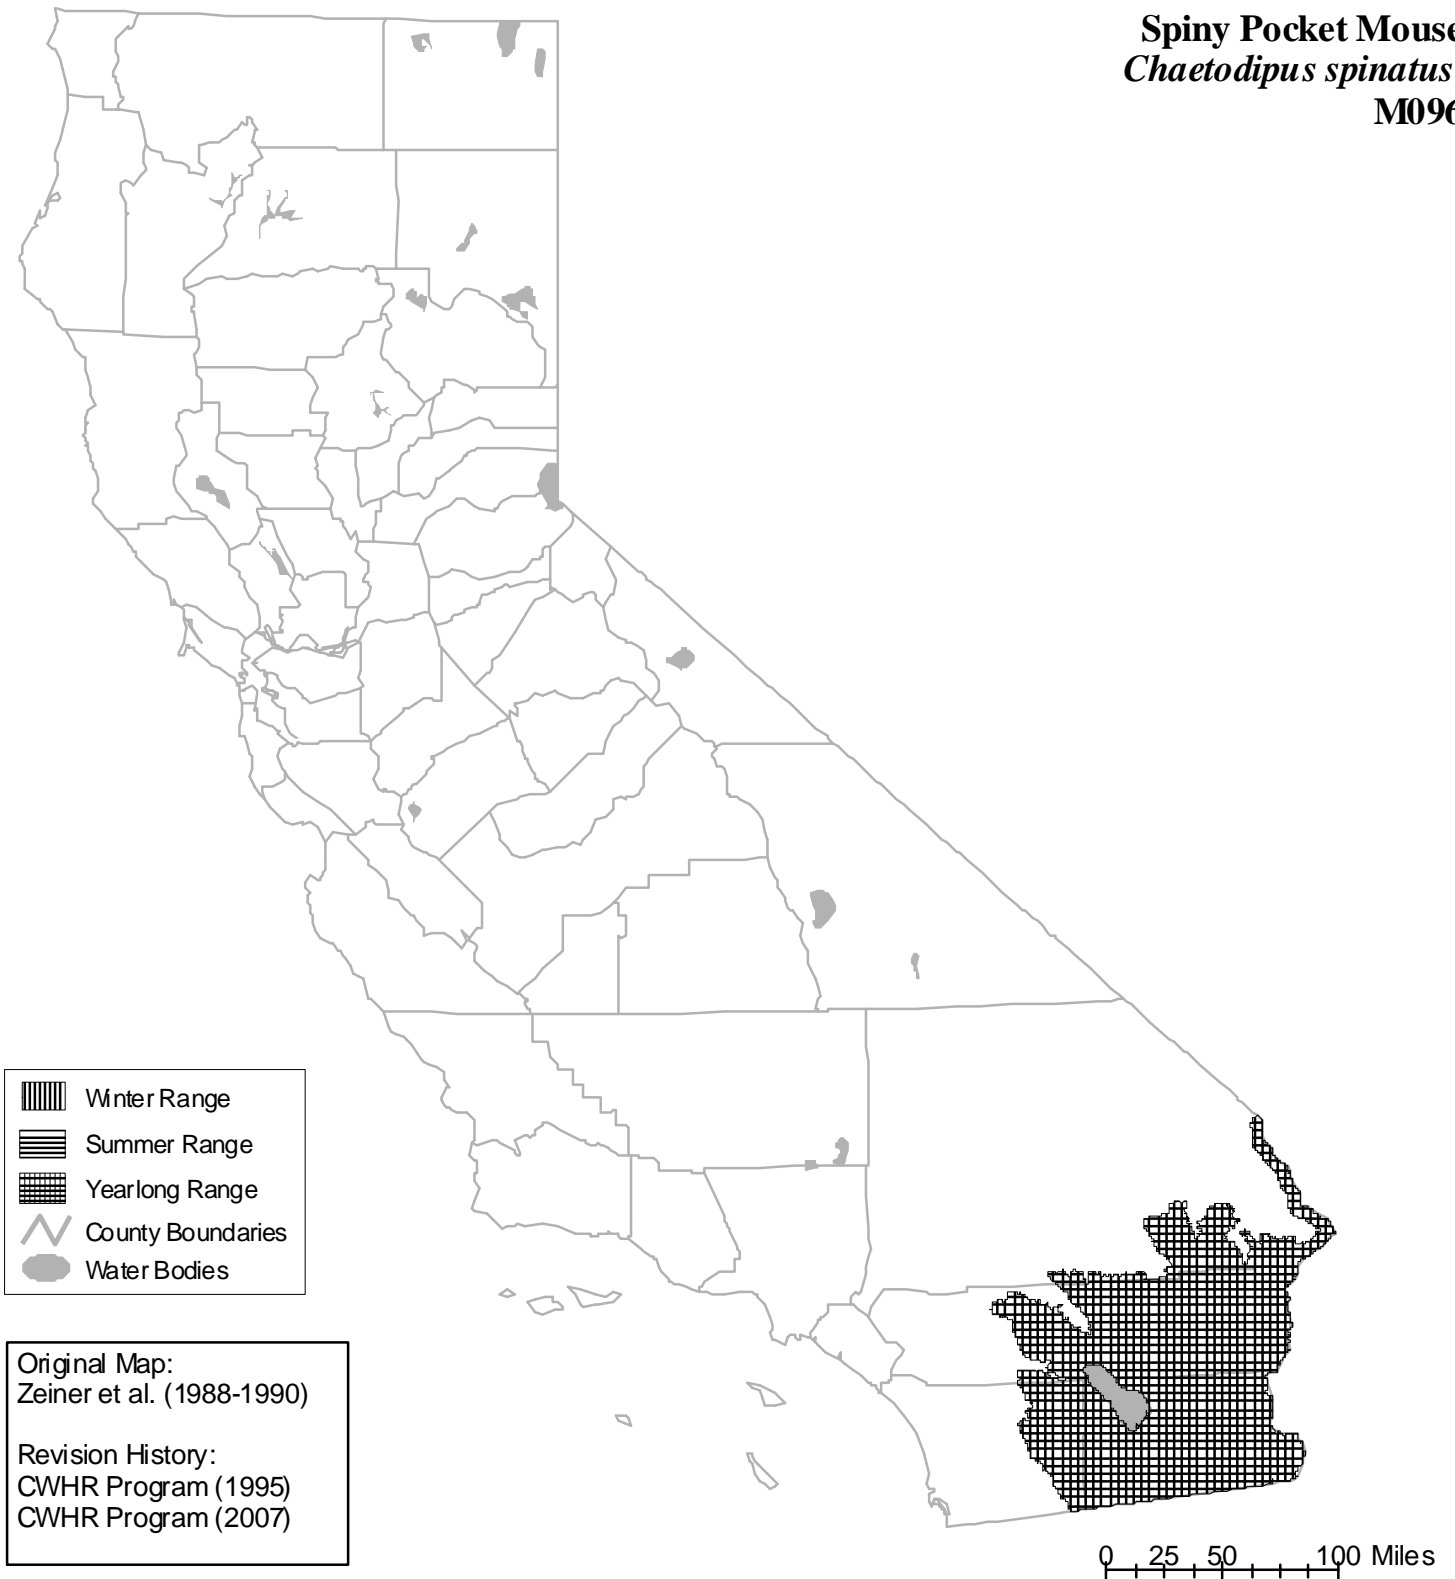 Spiny Pocket Mouse
Chaetodipus spinatus
M096
Winter Range
Summer Range
Yearlong Range
County Boundaries
Water Bodies
Original Map:
Zeiner et al. (1988-1990)
Revision History:
CWHR Program (1995)
CWHR Program (2007)
0 25 50 100 Miles